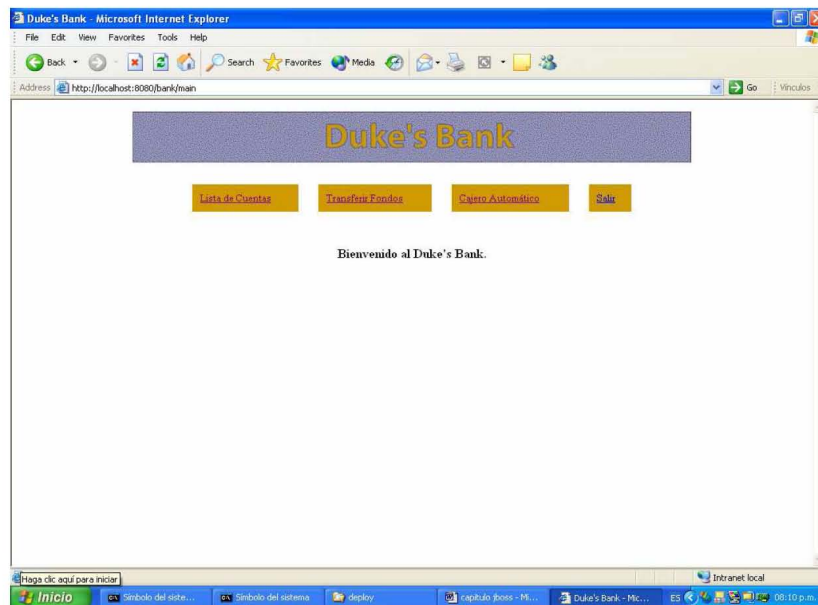 Duke's Bank - Microsoft Internet Explorer
File Edit View Favorites Tools Help
Back Search Favorites Media
Address http://localhost:8080/bank/main Go Vínculos
Duke's Bank
Lista de Cuentas Transferir Fondos Cajero Automático Salir
Bienvenido al Duke's Bank.
Haga clic aquí para iniciar Intranet local
Inicio Símbolo del siste... Símbolo del sistema deploy capitulo jboss - Mi... Duke's Bank - Mic... ES 08:10 p.m.